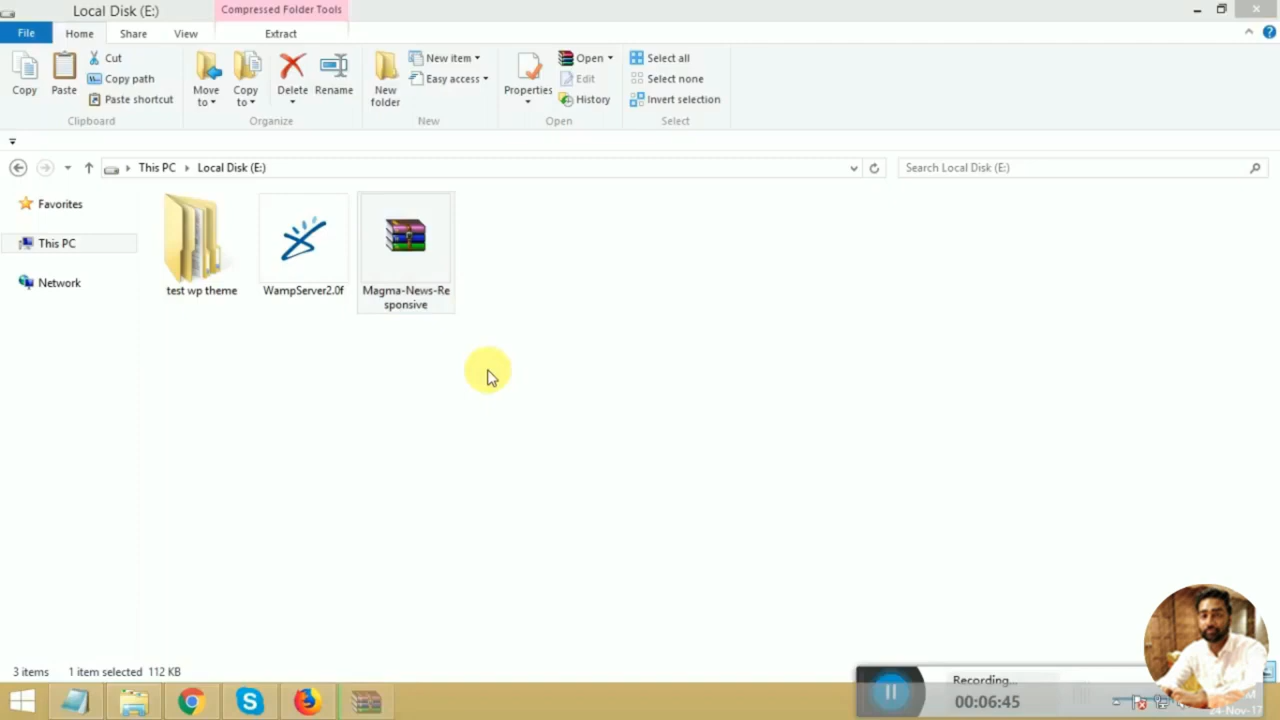 Local Disk (E:)
Compressed Folder Tools
File
Home
Share
View
Extract
Copy
Paste
Cut
Copy path
Paste shortcut
Clipboard
Move to
Copy to
Delete
Rename
Organize
New folder
New item
Easy access
New
Properties
Open
Edit
History
Open
Select all
Select none
Invert selection
Select
This PC
Local Disk (E:)
Search Local Disk (E:)
Favorites
This PC
Network
test wp theme
WampServer2.0f
Magma-News-Re
sponsive
3 items
1 item selected 112 KB
Recording...
00:06:45
24-Nov-17